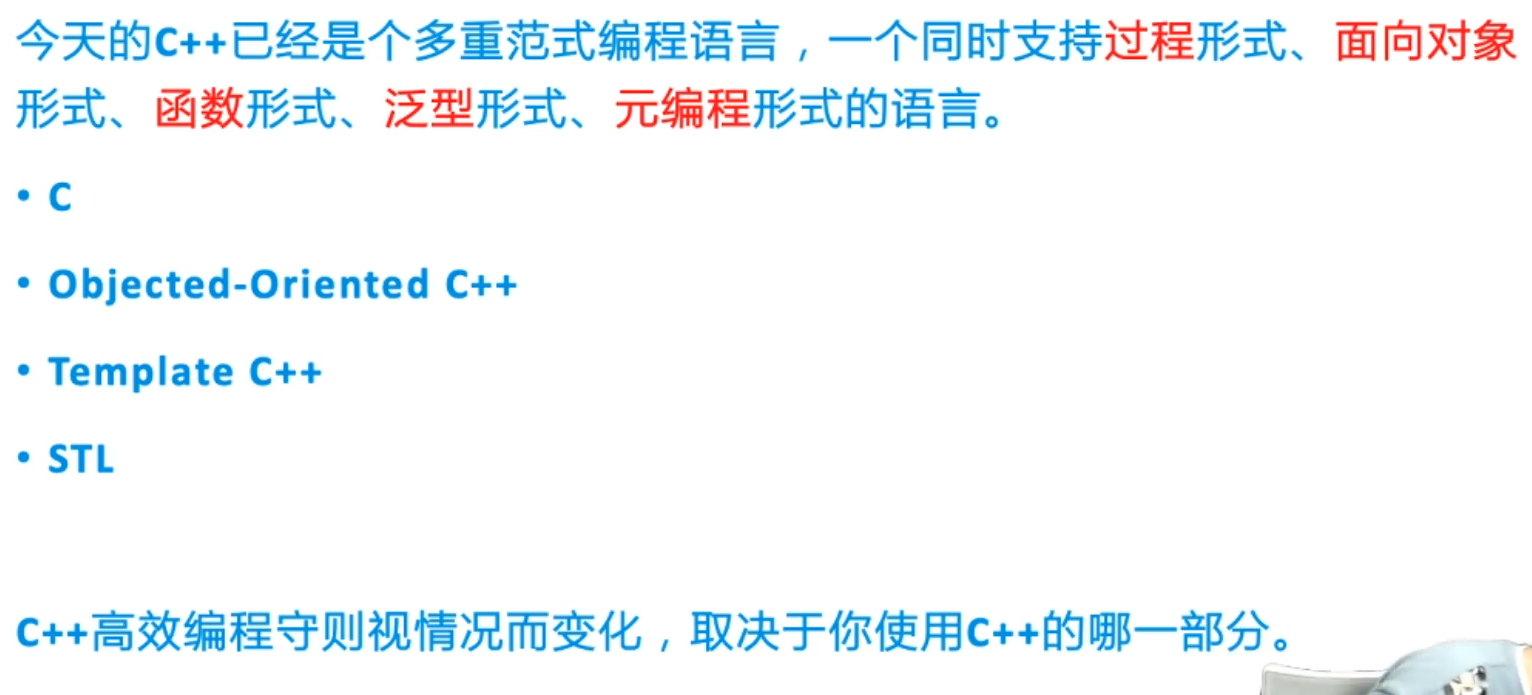 今天的C++已经是个多重范式编程语言，一个同时支持过程形式、面向对象
形式、函数形式、泛型形式、元编程形式的语言。
• C
• Objected-Oriented C++
• Template C++
• STL
C++高效编程守则视情况而变化，取决于你使用C++的哪一部分。